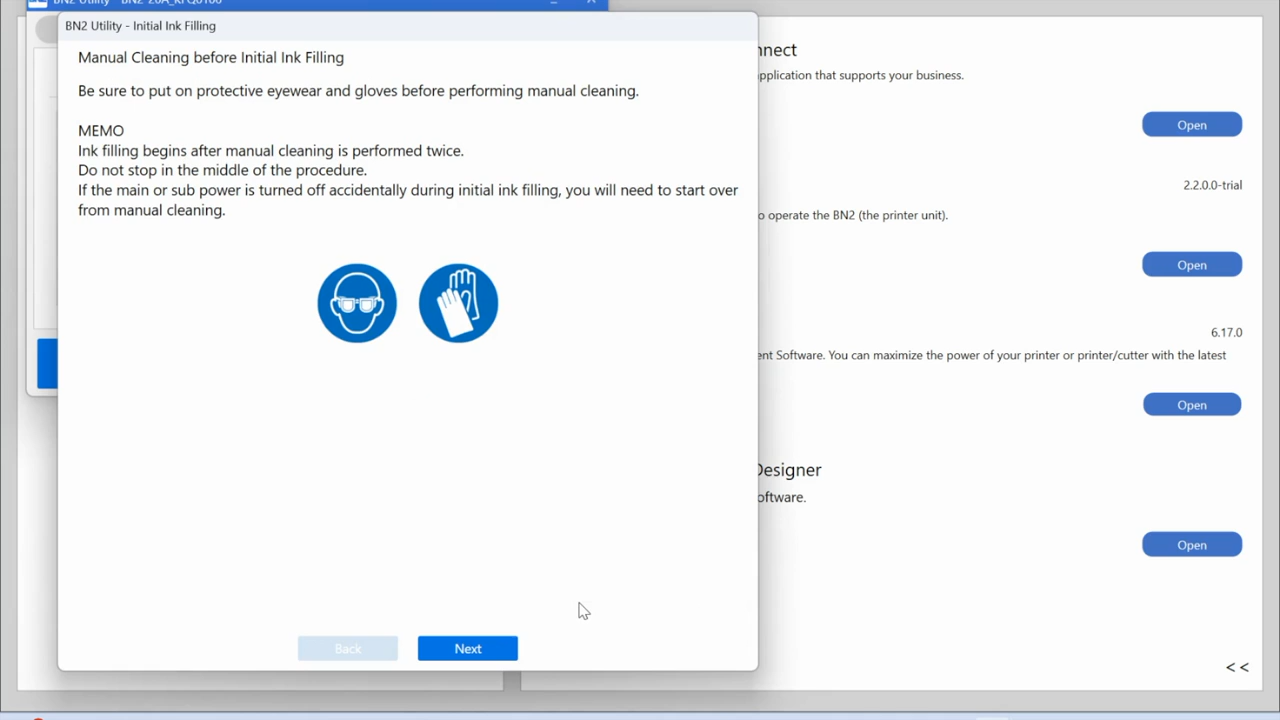 BN2 Utility - Initial Ink Filling
Manual Cleaning before Initial Ink Filling
Be sure to put on protective eyewear and gloves before performing manual cleaning.
MEMO
Ink filling begins after manual cleaning is performed twice.
Do not stop in the middle of the procedure.
If the main or sub power is turned off accidentally during initial ink filling, you will need to start over
from manual cleaning.
Back
Next
nnect
application that supports your business.
Open
2.2.0.0-trial
o operate the BN2 (the printer unit).
Open
6.17.0
ent Software. You can maximize the power of your printer or printer/cutter with the latest
Open
Designer
oftware.
Open
<<